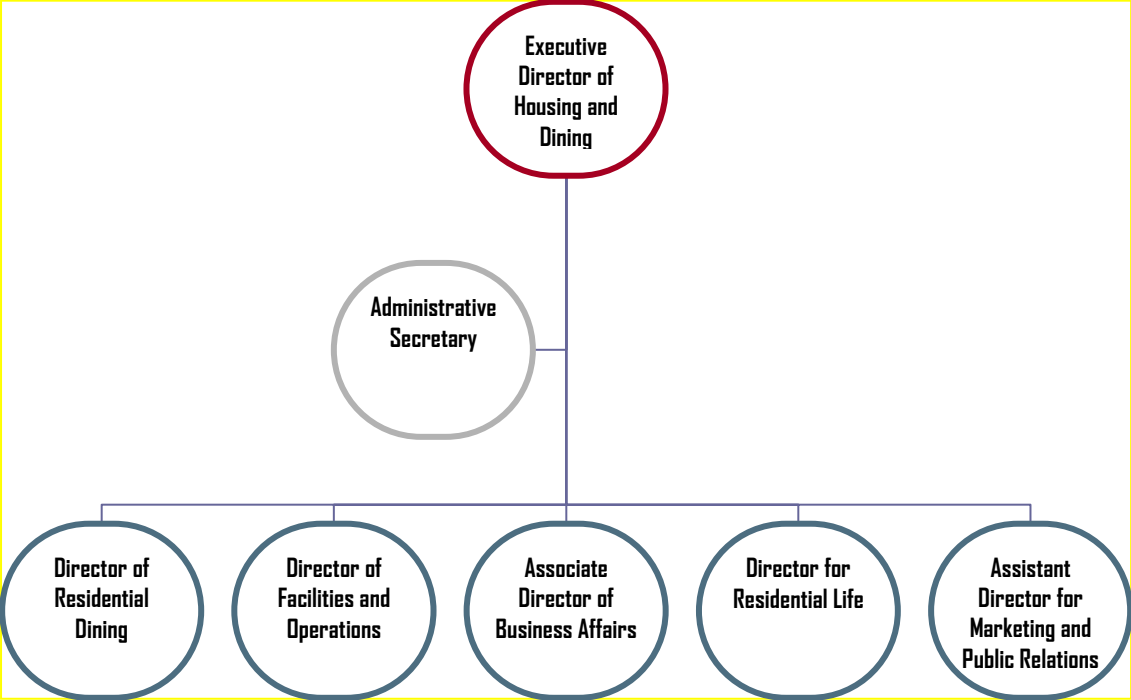 Executive
Director of
Housing and
Dining
Administrative
Secretary
Director of
Residential
Dining
Director of
Facilities and
Operations
Associate
Director of
Business Affairs
Director for
Residential Life
Assistant
Director for
Marketing and
Public Relations